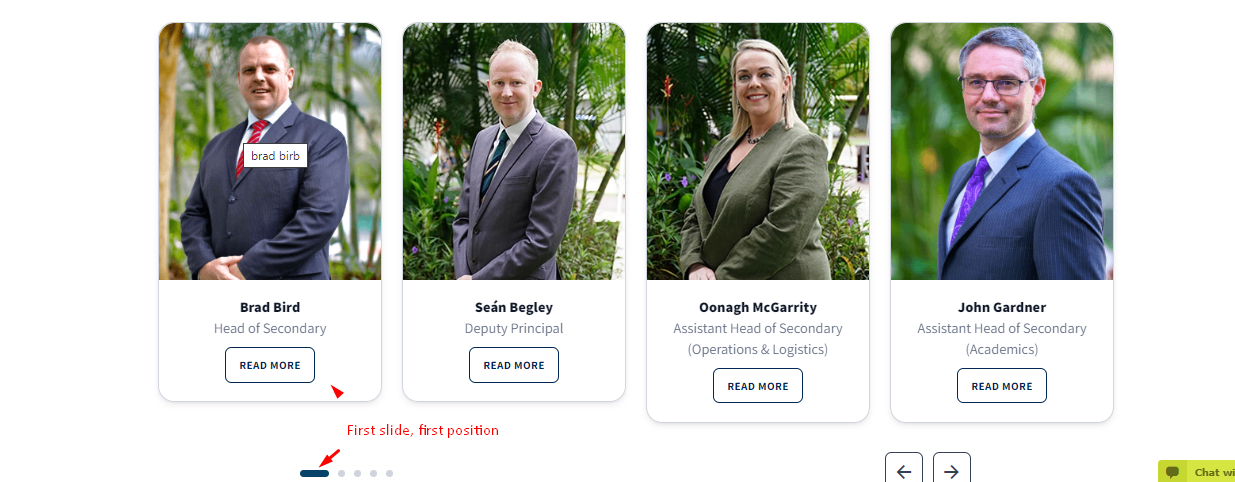 brad birb
Brad Bird
Head of Secondary
READ MORE
Seán Begley
Deputy Principal
READ MORE
Oonagh McGarrity
Assistant Head of Secondary
(Operations & Logistics)
READ MORE
John Gardner
Assistant Head of Secondary
(Academics)
READ MORE
First slide, first position
Chat wi